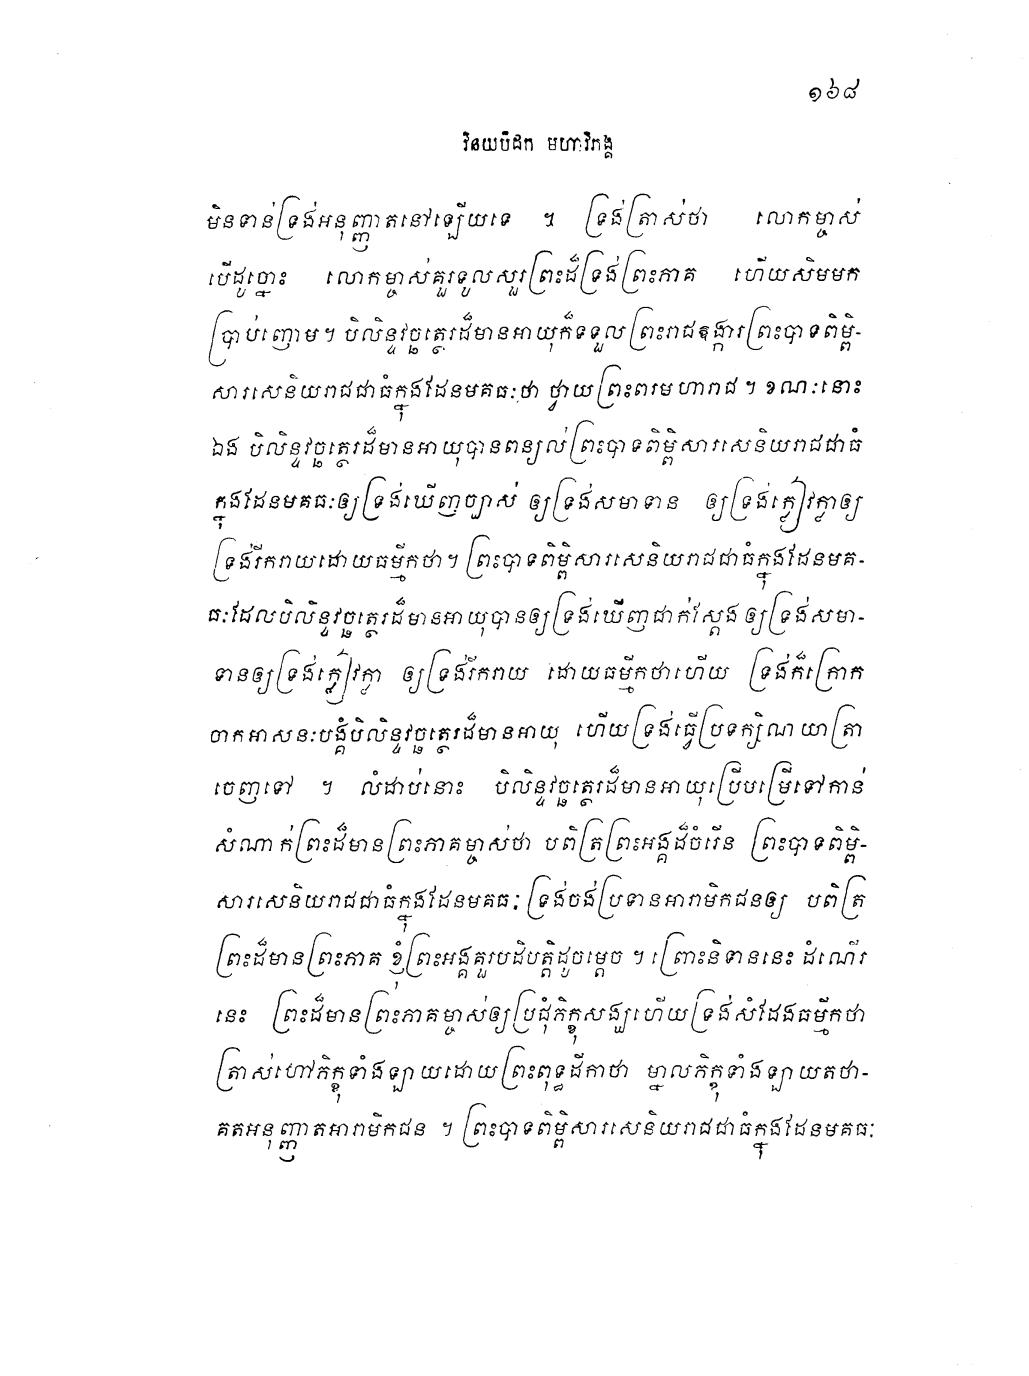 ១៦៨
វិនយបិដក មហាវិភង្គ
មិនទាន់ទ្រង់អនុញ្ញាតនៅឡើយទេ ។ ទ្រង់ត្រាស់ថា លោកម្ចាស់
បើដូច្នោះ លោកម្ចាស់គួរទូលសួរព្រះដ៏ទ្រង់ព្រះភាគ ហើយសិមមក
ប្រាប់ញោម ។ បិលិន្ទវច្ឆត្ថេរដ៏មានអាយុក៏ទទួលព្រះរាជឱង្ការព្រះបាទពិម្ពិ-
សារសេនិយរាជជាធំក្នុងដែនមគធៈថា ថ្វាយព្រះពរមហារាជ ។ ខណៈនោះ
ឯង បិលិន្ទវច្ឆត្ថេរដ៏មានអាយុបានពន្យល់ព្រះបាទពិម្ពិសារសេនិយរាជជាធំ
ក្នុងដែនមគធៈឲ្យទ្រង់ឃើញច្បាស់ ឲ្យទ្រង់សមាទាន ឲ្យទ្រង់ក្លៀវក្លាឲ្យ
ទ្រង់រីករាយដោយធម្មីកថា ។ ព្រះបាទពិម្ពិសារសេនិយរាជជាធំក្នុងដែនមគ-
ធៈដែលបិលិន្ទវច្ឆត្ថេរដ៏មានអាយុបានឲ្យទ្រង់ឃើញជាក់ស្តែងឲ្យទ្រង់សមា-
ទានឲ្យទ្រង់ក្លៀវក្លា ឲ្យទ្រង់រីករាយ ដោយធម្មីកថាហើយ ទ្រង់ក៏ក្រោក
ចាកអាសនៈបង្គំបិលិន្ទវច្ឆត្ថេរដ៏មានអាយុ ហើយទ្រង់ធ្វើប្រទក្សិណយាត្រា
ចេញទៅ ។ លំដាប់នោះ បិលិន្ទវច្ឆត្ថេរដ៏មានអាយុប្រើបម្រើទៅកាន់
សំណាក់ព្រះដ៏មានព្រះភាគម្ចាស់ថា បពិត្រព្រះអង្គដ៏ចំរើន ព្រះបាទពិម្ពិ-
សារសេនិយរាជជាធំក្នុងដែនមគធៈ ទ្រង់ចង់ប្រទានអារាមិកជនឲ្យ បពិត្រ
ព្រះដ៏មានព្រះភាគ ខ្ញុំព្រះអង្គគួរបដិបត្តិដូចម្តេច ។ ព្រោះនិទាននេះ ដំណើរ
នេះ ព្រះដ៏មានព្រះភាគម្ចាស់ឲ្យប្រជុំភិក្ខុសង្ឃហើយទ្រង់សំដែងធម្មីកថា
ត្រាស់ហៅភិក្ខុទាំងឡាយដោយព្រះពុទ្ធដីកាថា ម្នាលភិក្ខុទាំងឡាយតថា-
គតអនុញ្ញាតអារាមិកជន ។ ព្រះបាទពិម្ពិសារសេនិយរាជជាធំក្នុងដែនមគធៈ